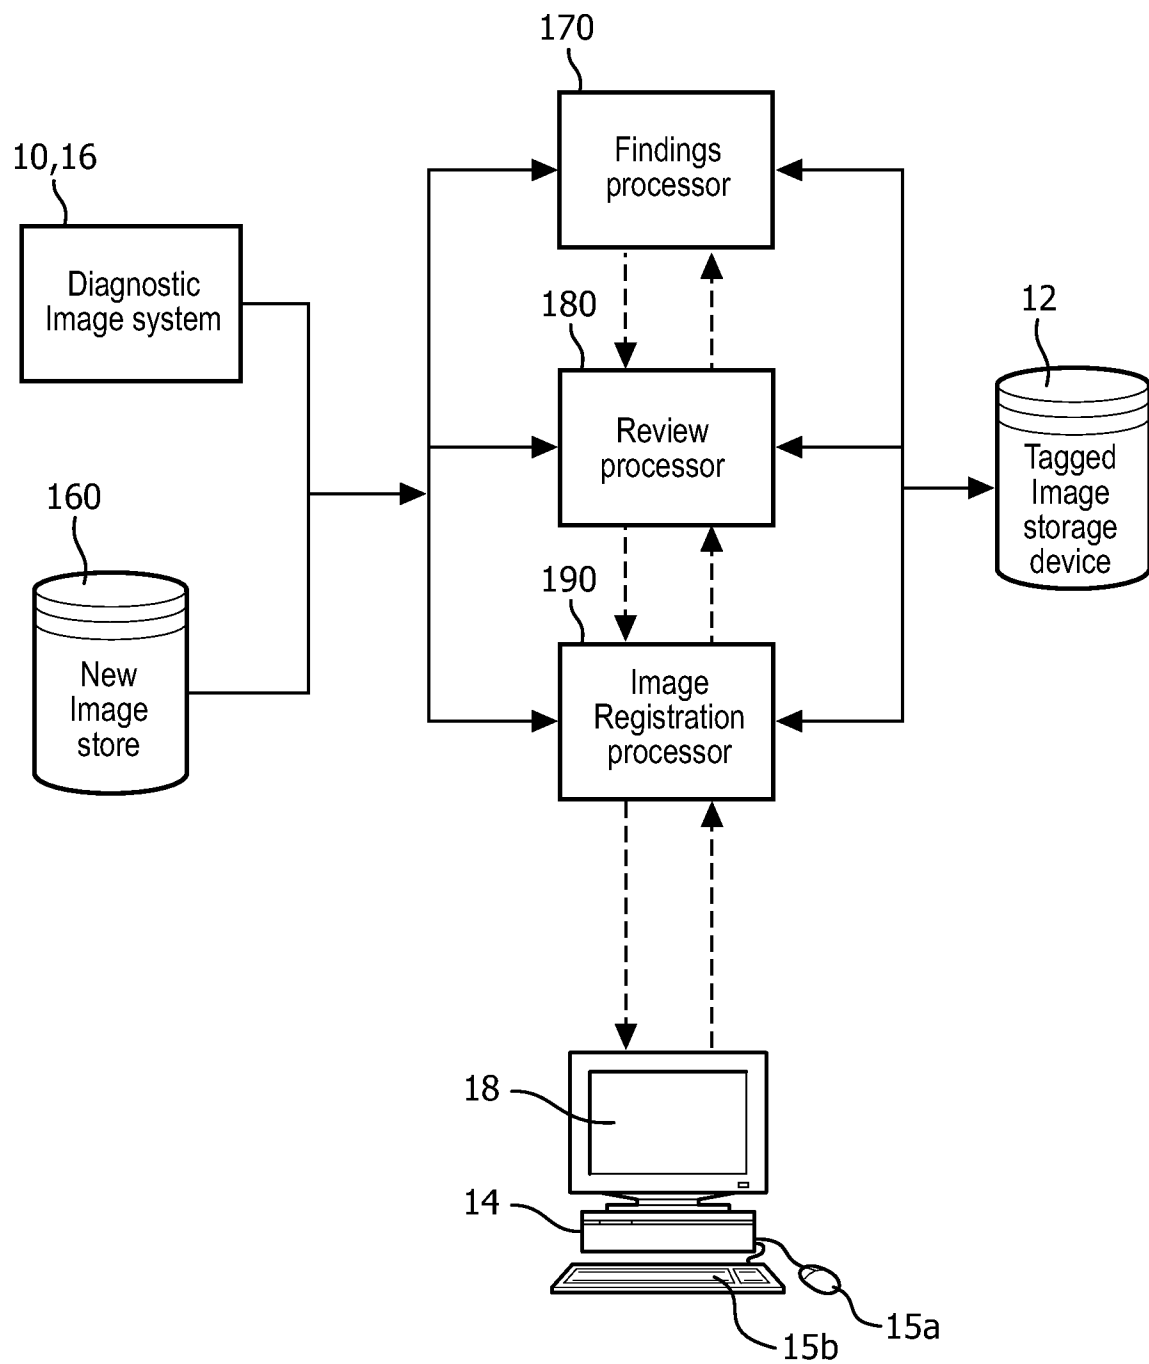 170
Findings
processor
10,16
Diagnostic
Image system
180
Review
processor
12
Tagged
Image
storage
device
160
New
Image
store
190
Image
Registration
processor
18
14
15a
15b